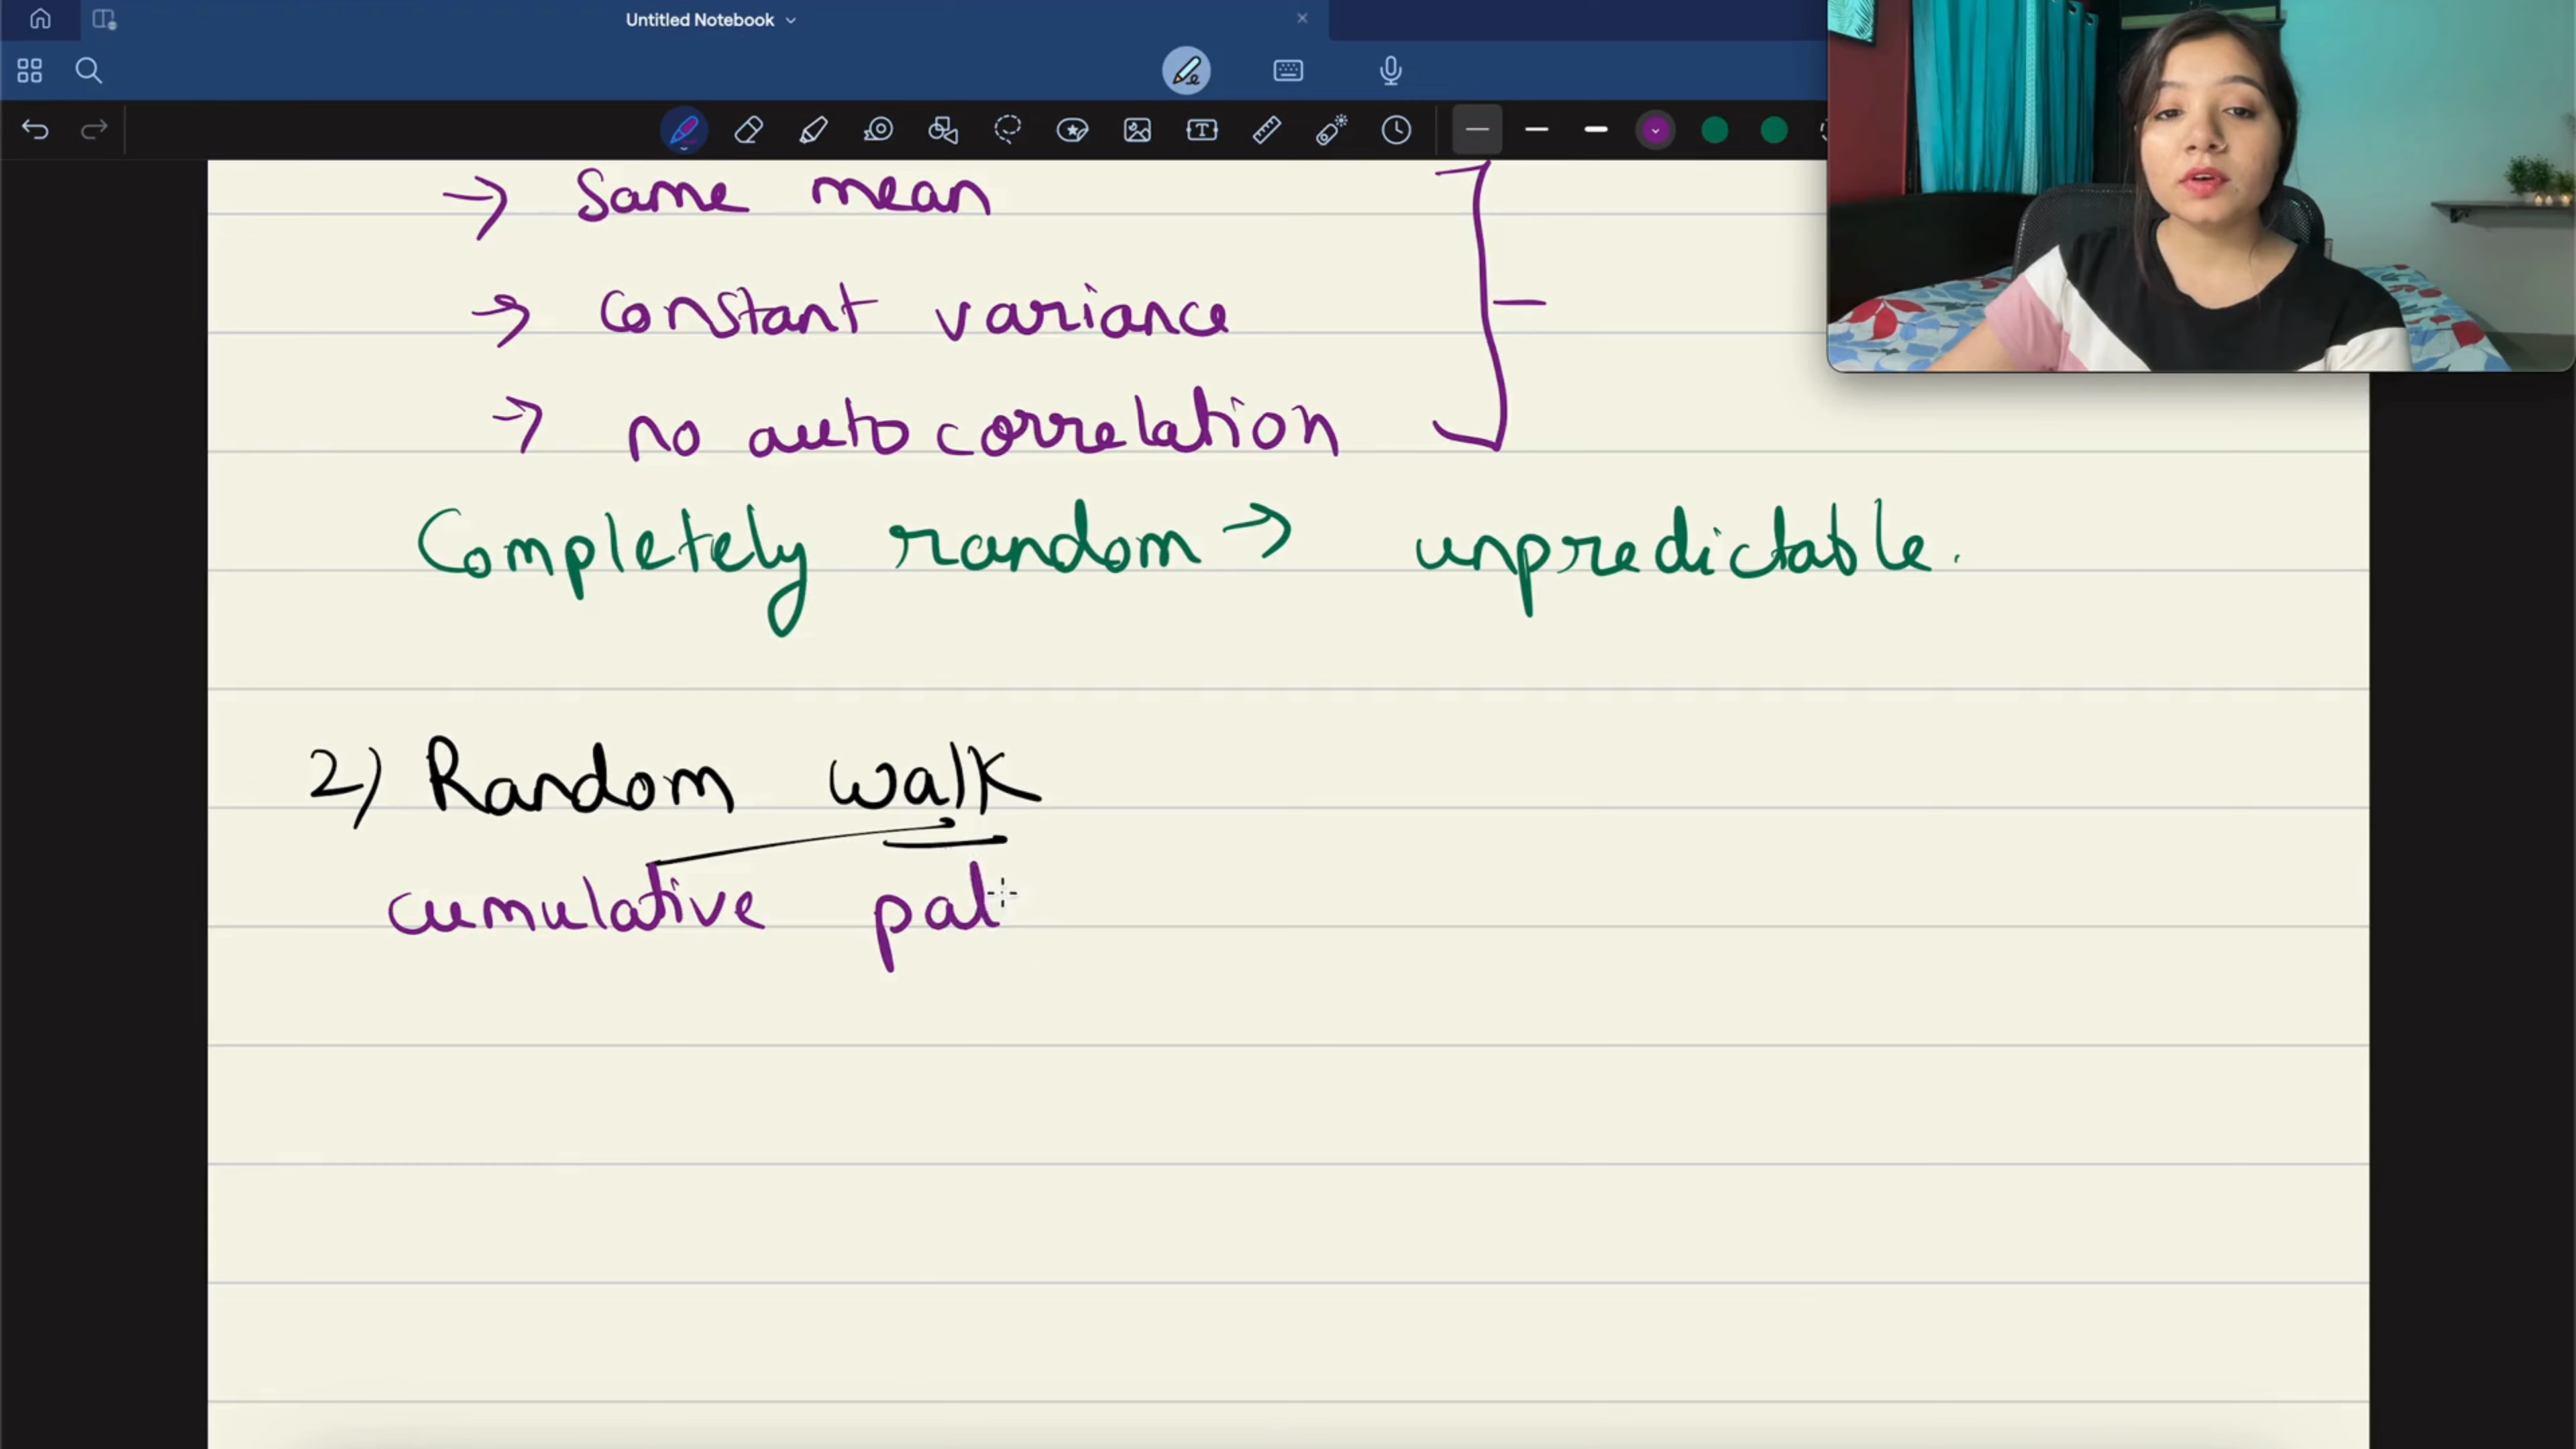 Untitled Notebook
→ Same mean
→ constant variance
→ no autocorrelation
Completely random → unpredictable.
2) Random walk
cumulative pat